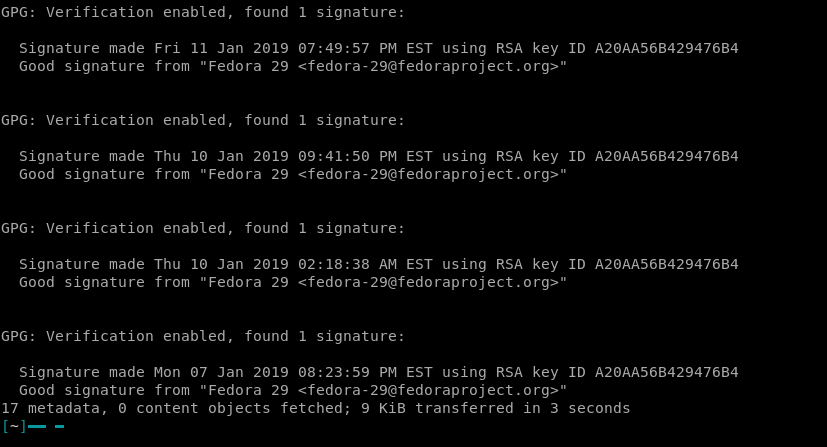 GPG: Verification enabled, found 1 signature:
Signature made Fri 11 Jan 2019 07:49:57 PM EST using RSA key ID A20AA56B429476B4
Good signature from "Fedora 29 <fedora-29@fedoraproject.org>"
GPG: Verification enabled, found 1 signature:
Signature made Thu 10 Jan 2019 09:41:50 PM EST using RSA key ID A20AA56B429476B4
Good signature from "Fedora 29 <fedora-29@fedoraproject.org>"
GPG: Verification enabled, found 1 signature:
Signature made Thu 10 Jan 2019 02:18:38 AM EST using RSA key ID A20AA56B429476B4
Good signature from "Fedora 29 <fedora-29@fedoraproject.org>"
GPG: Verification enabled, found 1 signature:
Signature made Mon 07 Jan 2019 08:23:59 PM EST using RSA key ID A20AA56B429476B4
Good signature from "Fedora 29 <fedora-29@fedoraproject.org>"
17 metadata, 0 content objects fetched; 9 KiB transferred in 3 seconds
[~]── ─